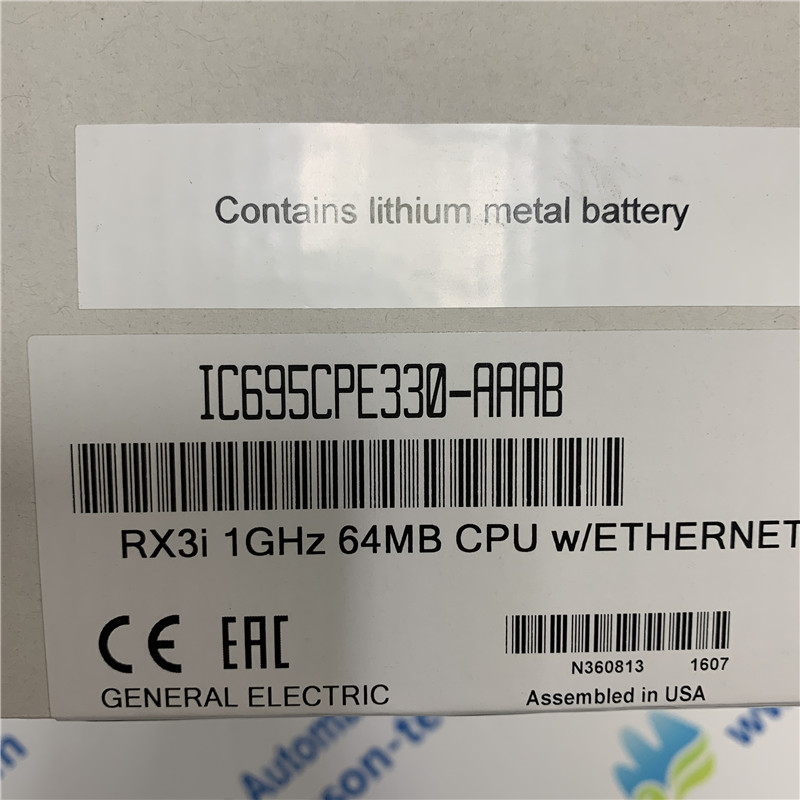 Contains lithium metal battery
IC695CPE330-AAAB
RX3i 1GHz 64MB CPU w/ETHERNET
CE EAC
GENERAL ELECTRIC
N360813 1607
Assembled in USA